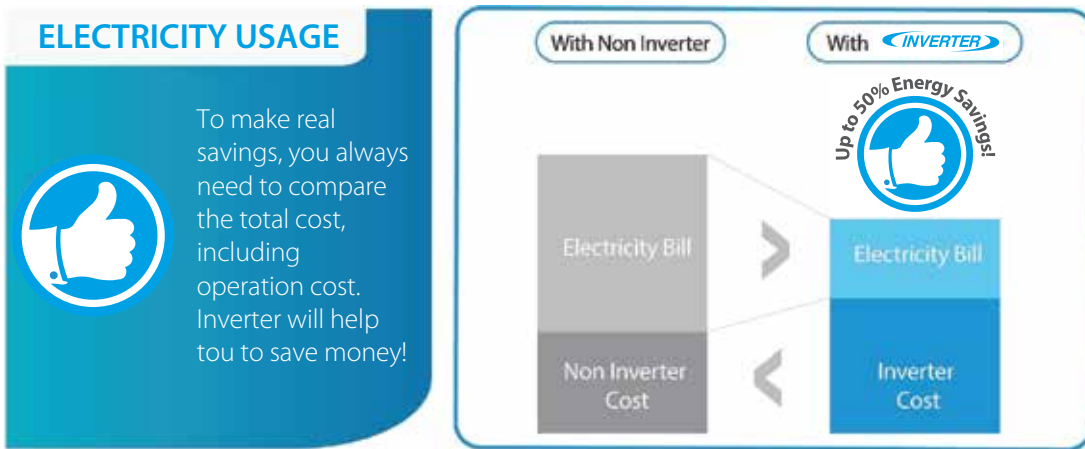 ELECTRICITY USAGE
To make real
savings, you always
need to compare
the total cost,
including
operation cost.
Inverter will help
tou to save money!
With Non Inverter
With INVERTER
Up to 50% Energy Savings!
Electricity Bill
Electricity Bill
Non Inverter
Cost
Inverter
Cost